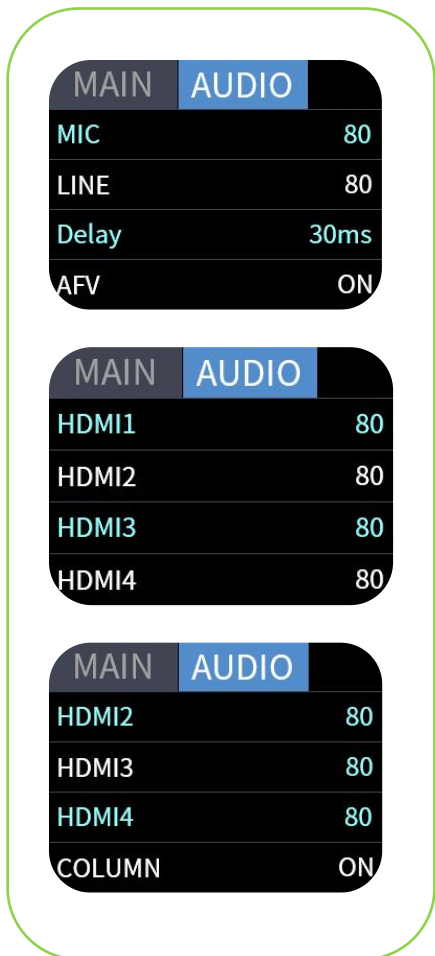 MAIN AUDIO
MIC 80
LINE 80
Delay 30ms
AFV ON
MAIN AUDIO
HDMI1 80
HDMI2 80
HDMI3 80
HDMI4 80
MAIN AUDIO
HDMI2 80
HDMI3 80
HDMI4 80
COLUMN ON